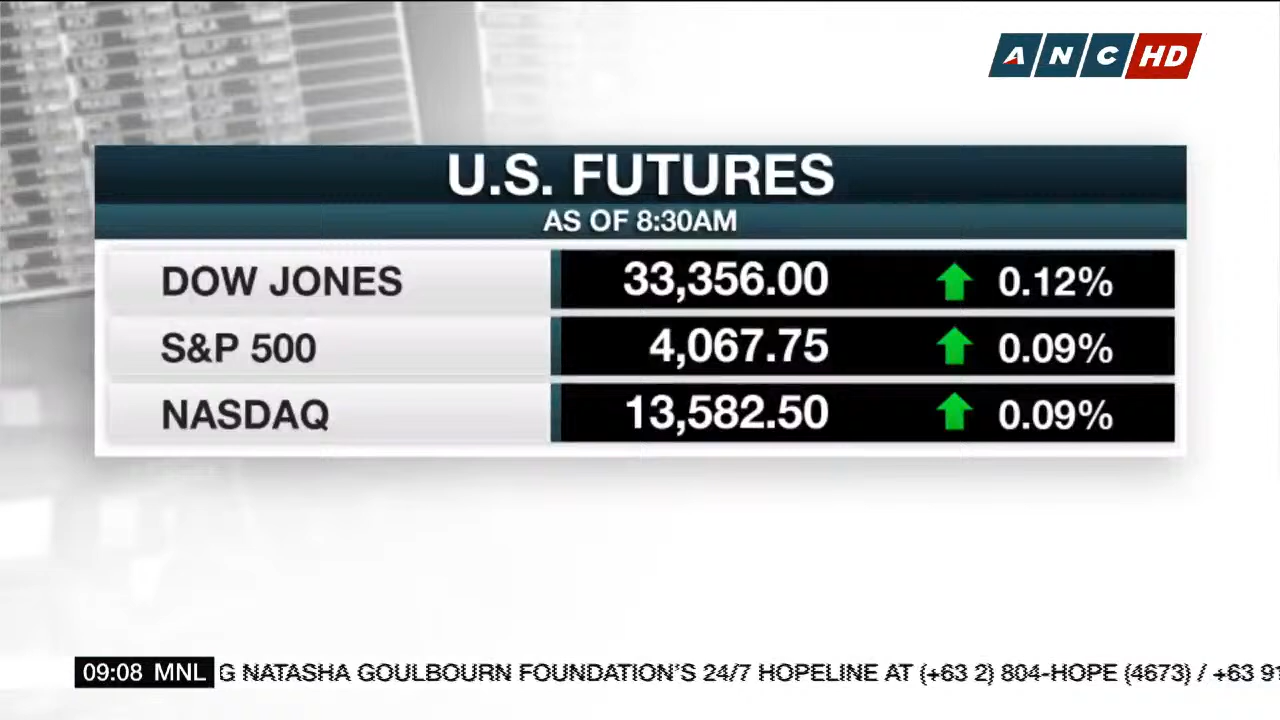 ANC HD
U.S. FUTURES
AS OF 8:30AM
DOW JONES 33,356.00 0.12%
S&P 500 4,067.75 0.09%
NASDAQ 13,582.50 0.09%
09:08 MNL G NATASHA GOULBOURN FOUNDATION'S 24/7 HOPELINE AT (+63 2) 804-HOPE (4673) / +63 9